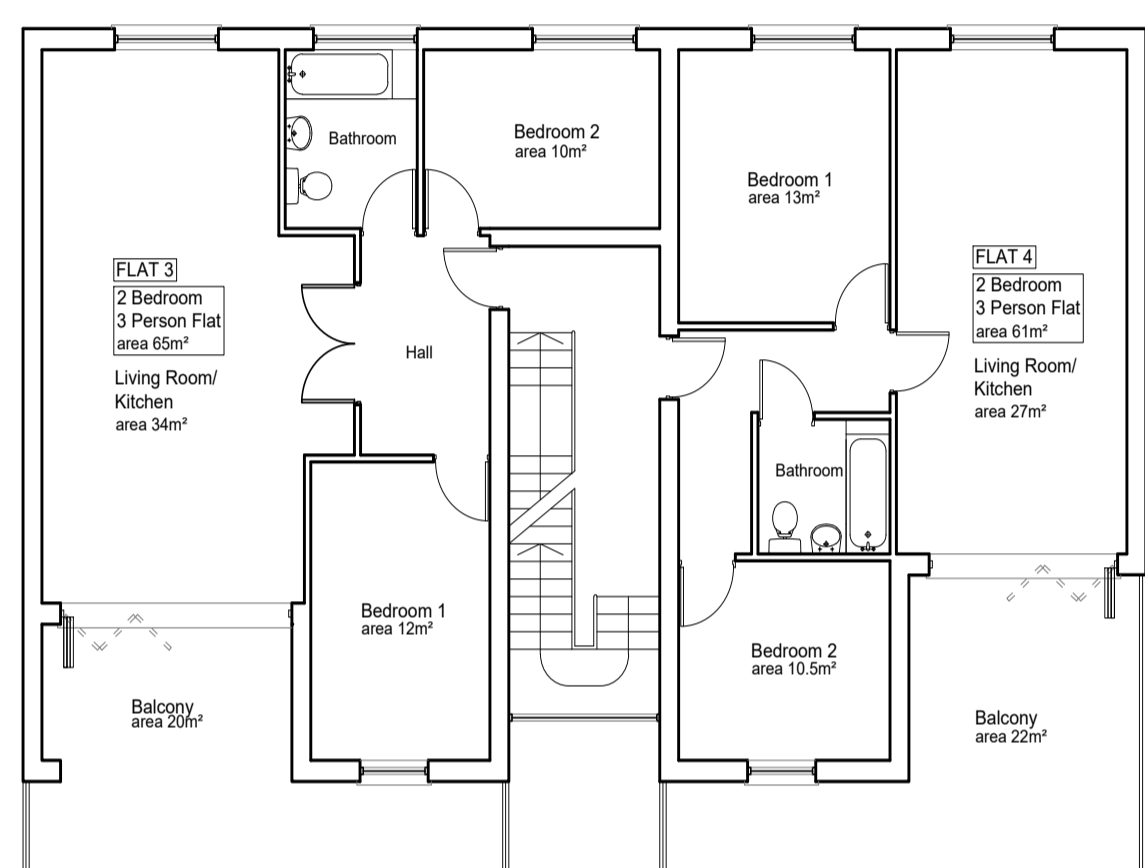 FLAT 3
2 Bedroom
3 Person Flat
area 65m²
Living Room/
Kitchen
area 34m²
Bathroom
Bedroom 2
area 10m²
Hall
Bedroom 1
area 12m²
Balcony
area 20m²
Bedroom 1
area 13m²
FLAT 4
2 Bedroom
3 Person Flat
area 61m²
Living Room/
Kitchen
area 27m²
Bathroom
Bedroom 2
area 10.5m²
Balcony
area 22m²